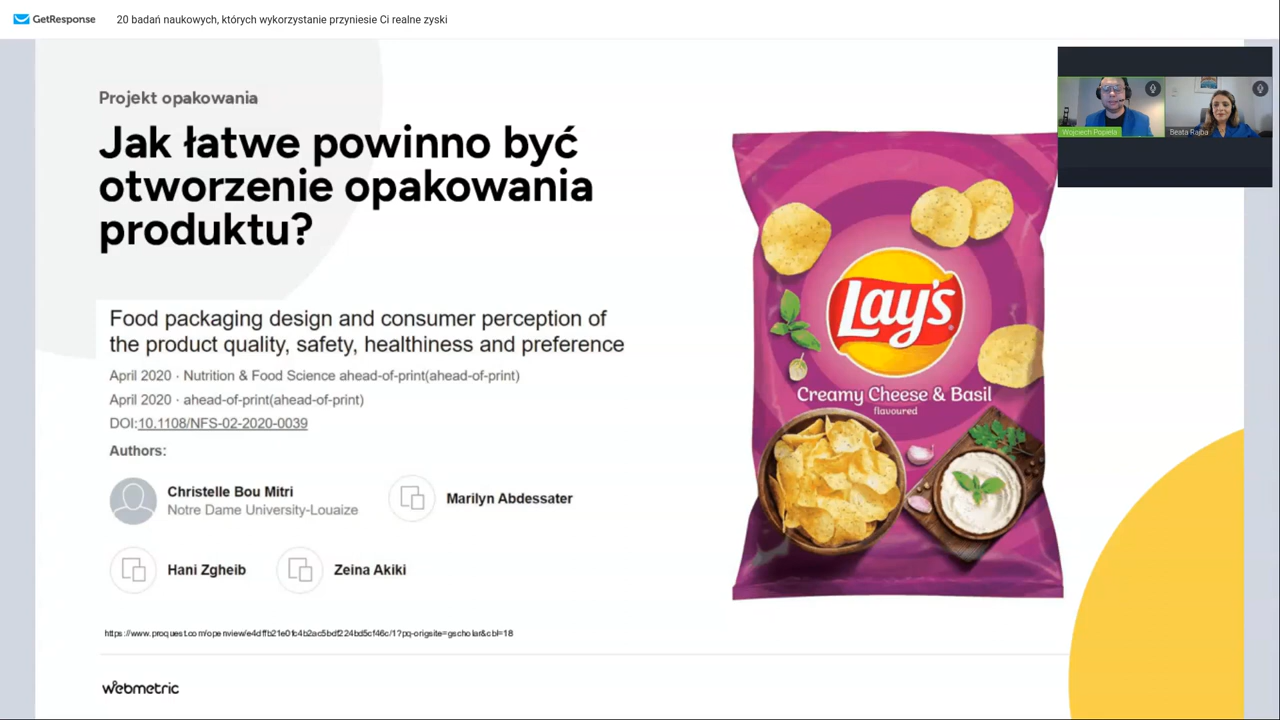 GetResponse
20 badań naukowych, których wykorzystanie przyniesie Ci realne zyski
Projekt opakowania
Jak łatwe powinno być
otworzenie opakowania
produktu?
Food packaging design and consumer perception of
the product quality, safety, healthiness and preference
April 2020 · Nutrition & Food Science ahead-of-print(ahead-of-print)
April 2020 · ahead-of-print(ahead-of-print)
DOI:10.1108/NFS-02-2020-0039
Authors:
Christelle Bou Mitri
Notre Dame University-Louaize
Marilyn Abdessater
Hani Zgheib
Zeina Akiki
webmetric
Lay's
Creamy Cheese & Basil
flavoured
Wojciech Popiela
Beata Rajba